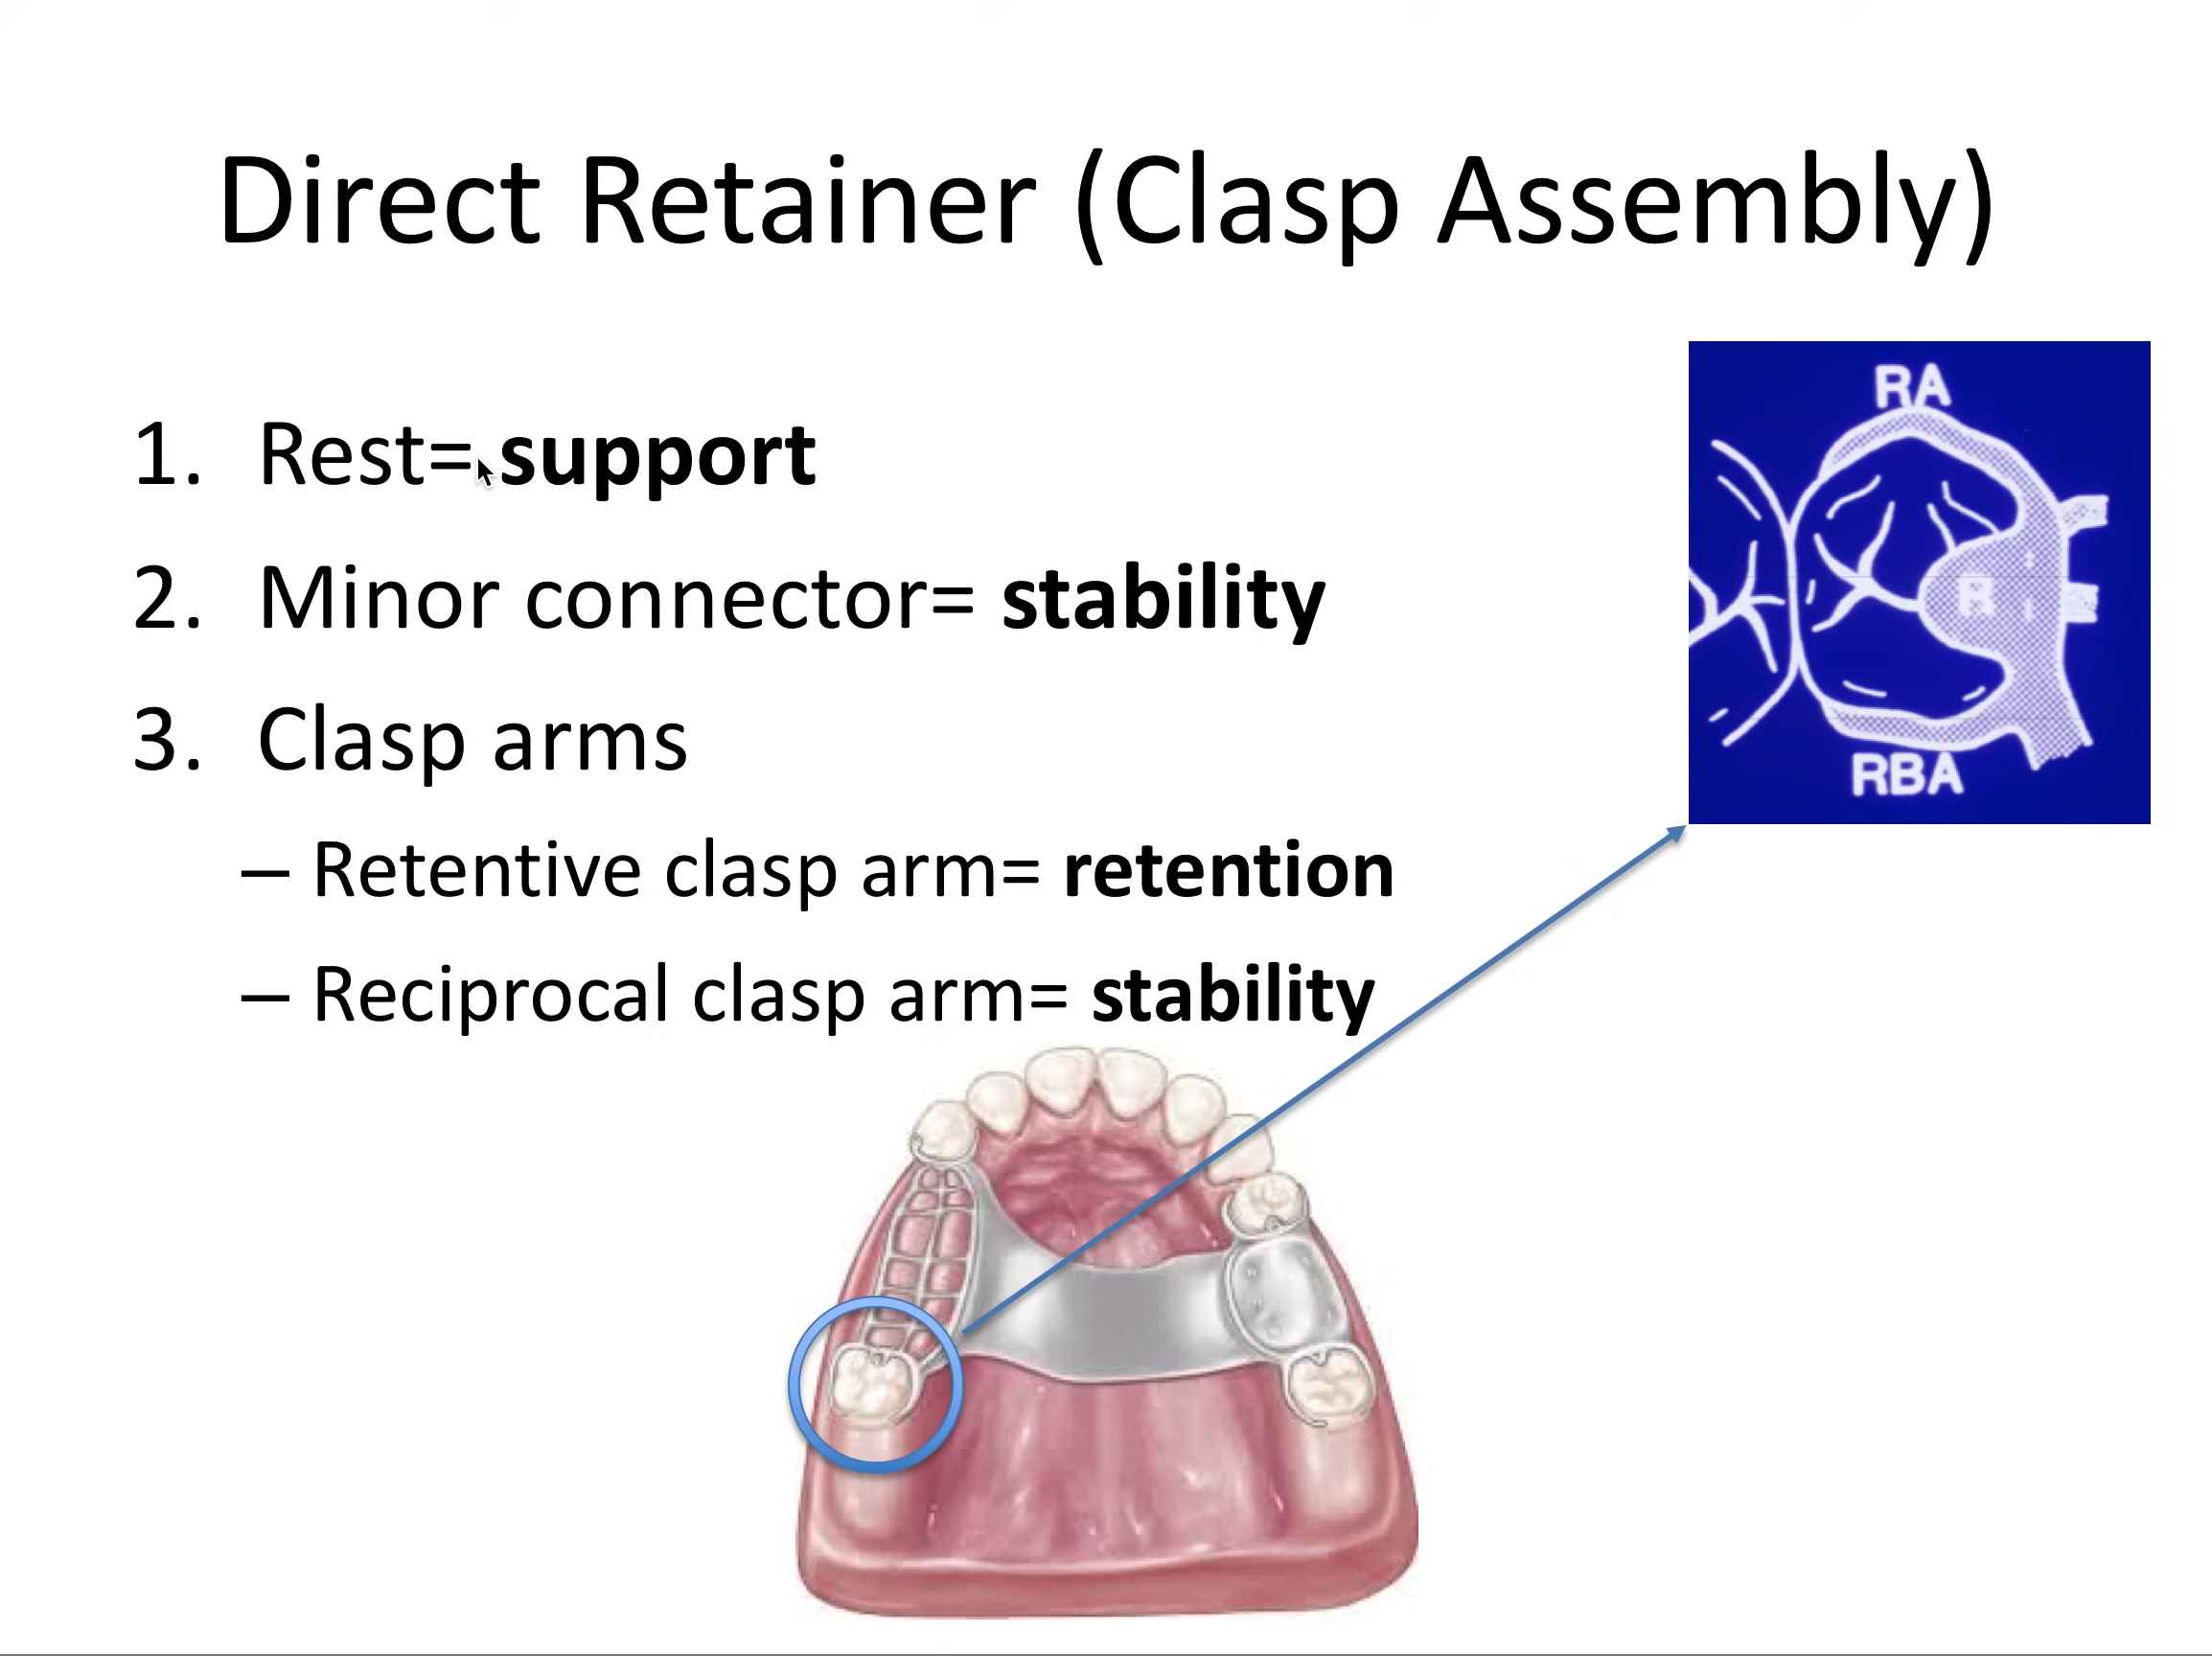 Direct Retainer (Clasp Assembly)
1. Rest= support
2. Minor connector= stability
3. Clasp arms
– Retentive clasp arm= retention
– Reciprocal clasp arm= stability
RA
R
RBA